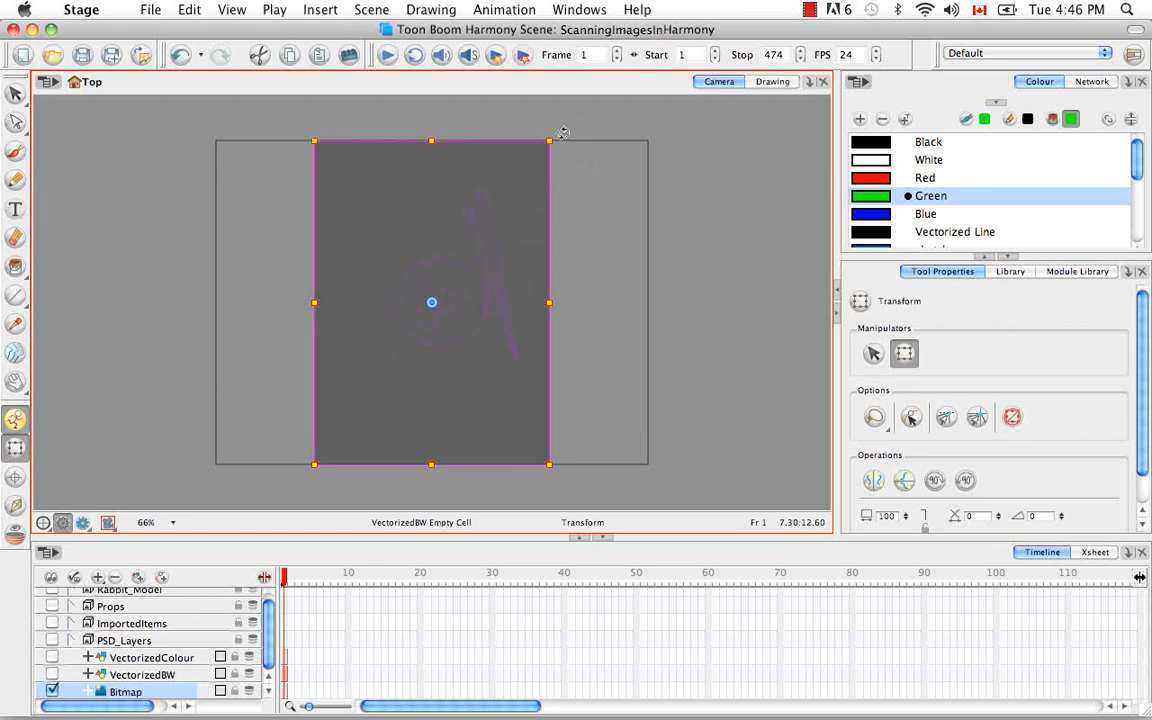 Stage File Edit View Play Insert Scene Drawing Animation Windows Help 6 Tue 4:46 PM
Toon Boom Harmony Scene: ScanningImagesInHarmony
Frame 1 Start 1 Stop 474 FPS 24 Default
Top Camera Drawing Colour Network
Black
White
Red
Green
Blue
Vectorized Line
Tool Properties Library Module Library
Transform
Manipulators
Options
Operations
100 0 0
66% VectorizedBW Empty Cell Transform Fr 1 7.30:12.60
Timeline Xsheet
10 20 30 40 50 60 70 80 90 100 110
Rabbit_Model
Props
ImportedItems
PSD_Layers
VectorizedColour
VectorizedBW
Bitmap